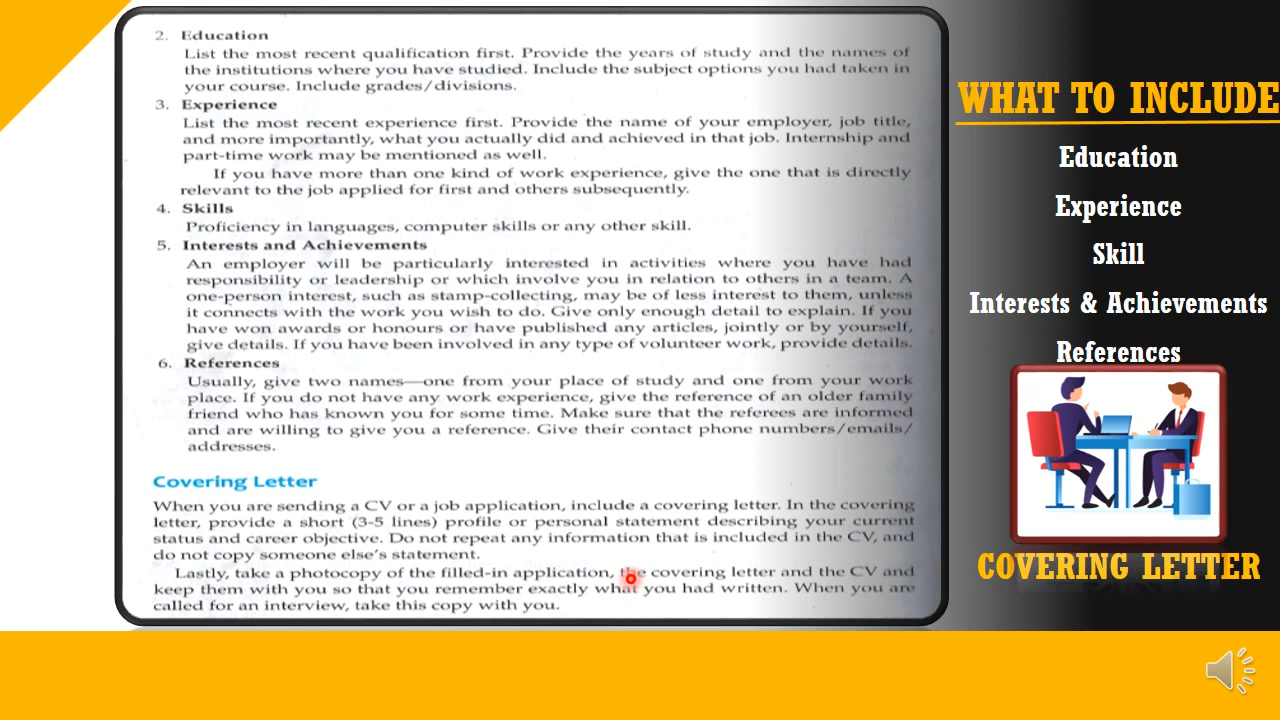 2. Education
List the most recent qualification first. Provide the years of study and the names of
the institutions where you have studied. Include the subject options you had taken in
your course. Include grades/divisions.
3. Experience
List the most recent experience first. Provide the name of your employer, job title,
and more importantly, what you actually did and achieved in that job. Internship and
part-time work may be mentioned as well.
If you have more than one kind of work experience, give the one that is directly
relevant to the job applied for first and others subsequently.
4. Skills
Proficiency in languages, computer skills or any other skill.
5. Interests and Achievements
An employer will be particularly interested in activities where you have had
responsibility or leadership or which involve you in relation to others in a team. A
one-person interest, such as stamp-collecting, may be of less interest to them, unless
it connects with the work you wish to do. Give only enough detail to explain. If you
have won awards or honours or have published any articles, jointly or by yourself,
give details. If you have been involved in any type of volunteer work, provide details.
6. References
Usually, give two names—one from your place of study and one from your work
place. If you do not have any work experience, give the reference of an older family
friend who has known you for some time. Make sure that the referees are informed
and are willing to give you a reference. Give their contact phone numbers/emails/
addresses.
Covering Letter
When you are sending a CV or a job application, include a covering letter. In the covering
letter, provide a short (3-5 lines) profile or personal statement describing your current
status and career objective. Do not repeat any information that is included in the CV, and
do not copy someone else's statement.
Lastly, take a photocopy of the filled-in application, the covering letter and the CV and
keep them with you so that you remember exactly what you had written. When you are
called for an interview, take this copy with you.
WHAT TO INCLUDE
Education
Experience
Skill
Interests & Achievements
References
COVERING LETTER